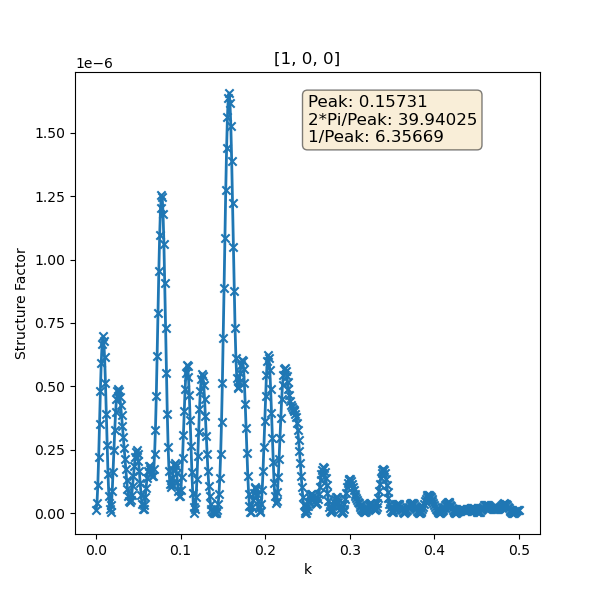 [1, 0, 0]
1e−6
Peak: 0.15731
2*Pi/Peak: 39.94025
1/Peak: 6.35669
1.50
1.25
1.00
0.75
0.50
0.25
0.00
Structure Factor
0.0 0.1 0.2 0.3 0.4 0.5
k